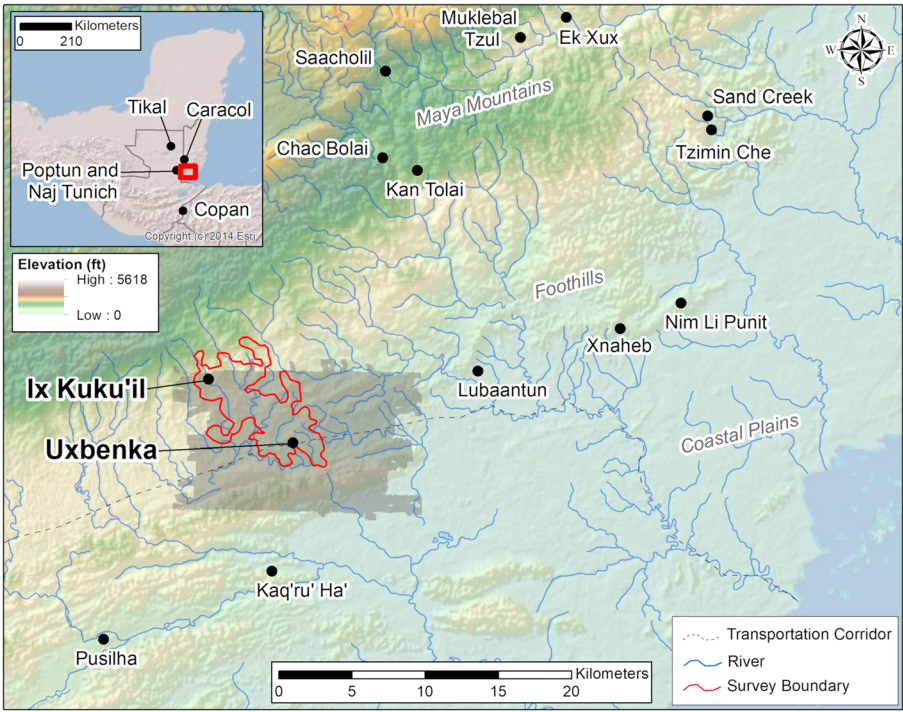 Kilometers
0 210
Tikal
Caracol
Poptun and
Naj Tunich
Copan
Copyright:(c) 2014 Esri
Muklebal
Tzul
Ek Xux
Saacholil
Maya Mountains
N
W E
S
Sand Creek
Tzimin Che
Chac Bolai
Kan Tolai
Elevation (ft)
High : 5618
Low : 0
Foothills
Nim Li Punit
Xnaheb
Lubaantun
Ix Kuku'il
Uxbenka
Coastal Plains
Kaq'ru' Ha'
Pusilha
Kilometers
0 5 10 15 20
Transportation Corridor
River
Survey Boundary